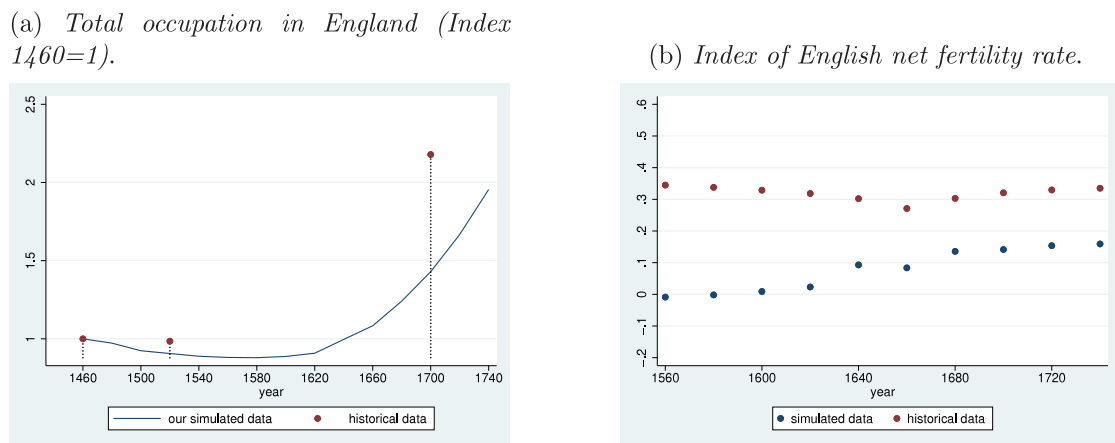 (a) Total occupation in England (Index
1460=1).
2.5
2
1.5
1
1460 1500 1540 1580 1620 1660 1700 1740
year
our simulated data historical data
(b) Index of English net fertility rate.
.6
.5
.4
.3
.2
.1
0
-.1
-.2
1560 1600 1640 1680 1720
year
simulated data historical data